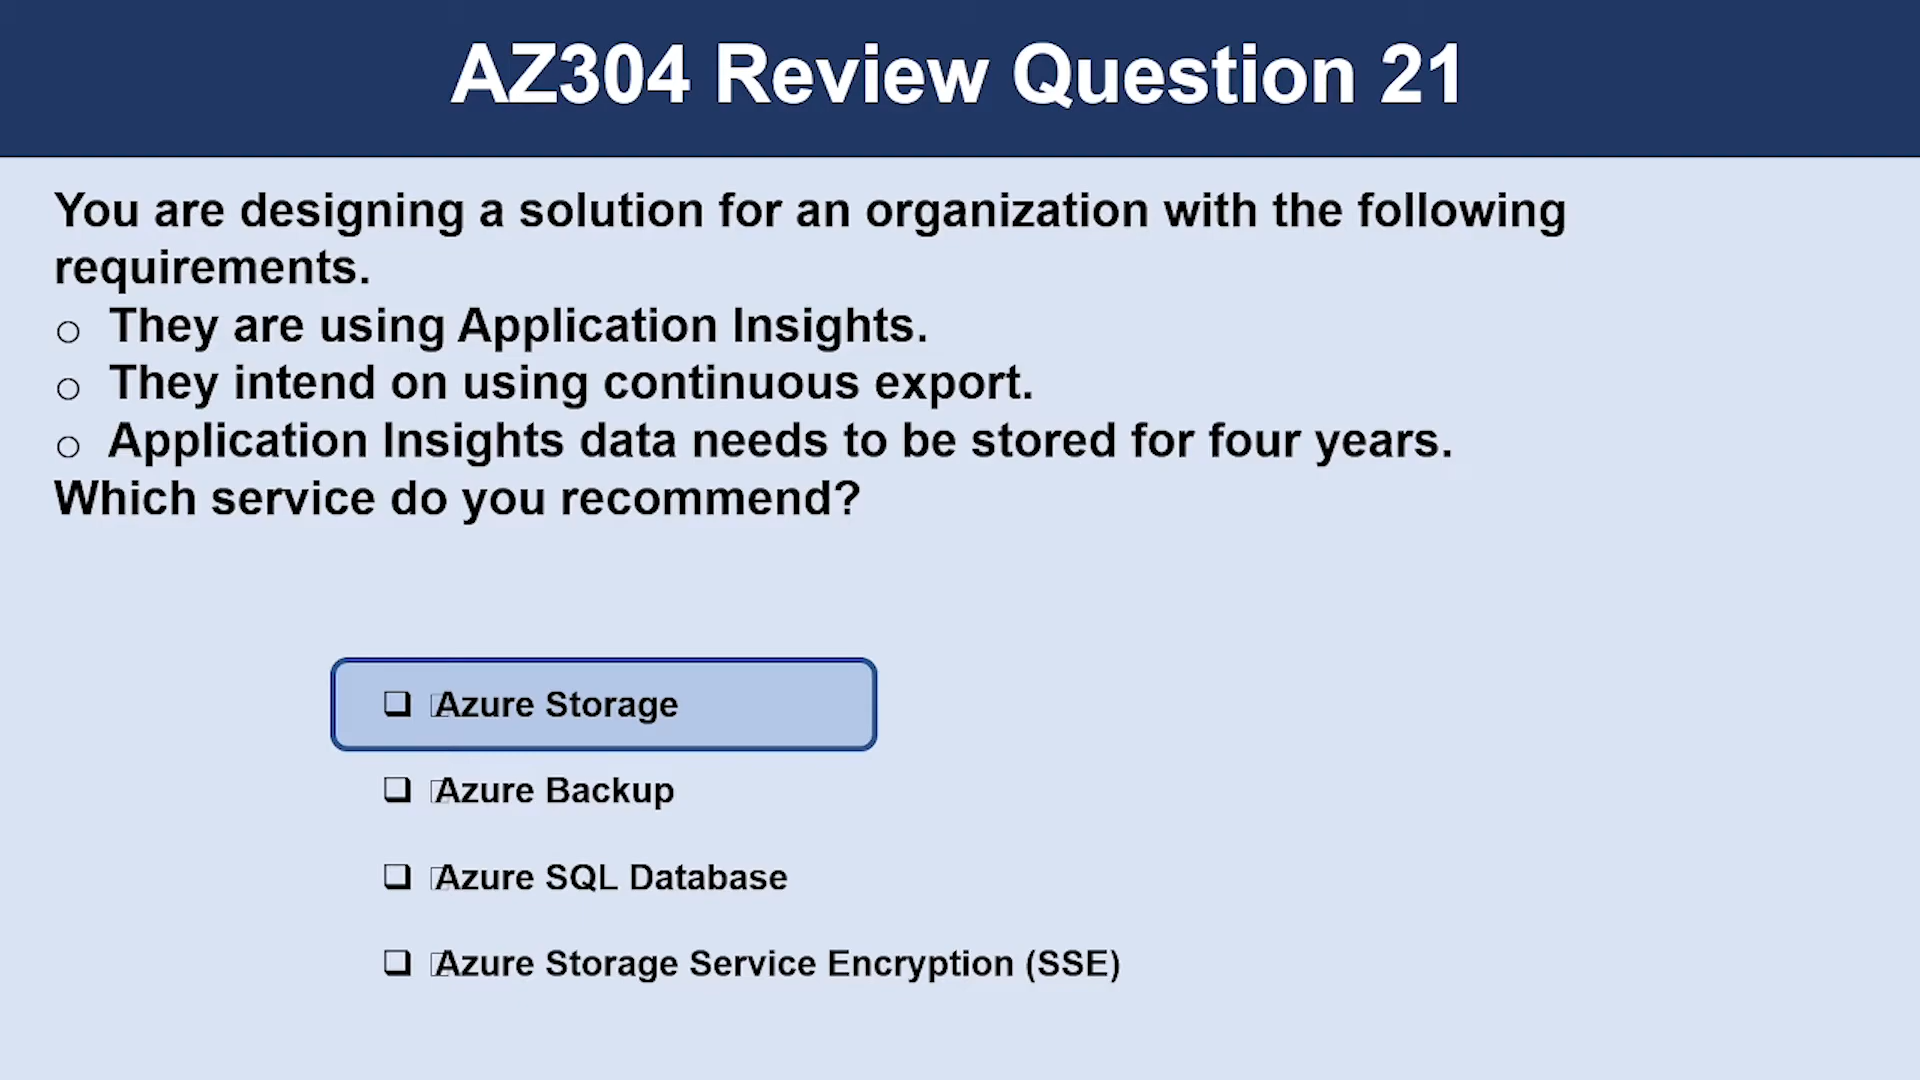 AZ304 Review Question 21
You are designing a solution for an organization with the following
requirements.
o They are using Application Insights.
o They intend on using continuous export.
o Application Insights data needs to be stored for four years.
Which service do you recommend?
❑ Azure Storage
❑ Azure Backup
❑ Azure SQL Database
❑ Azure Storage Service Encryption (SSE)